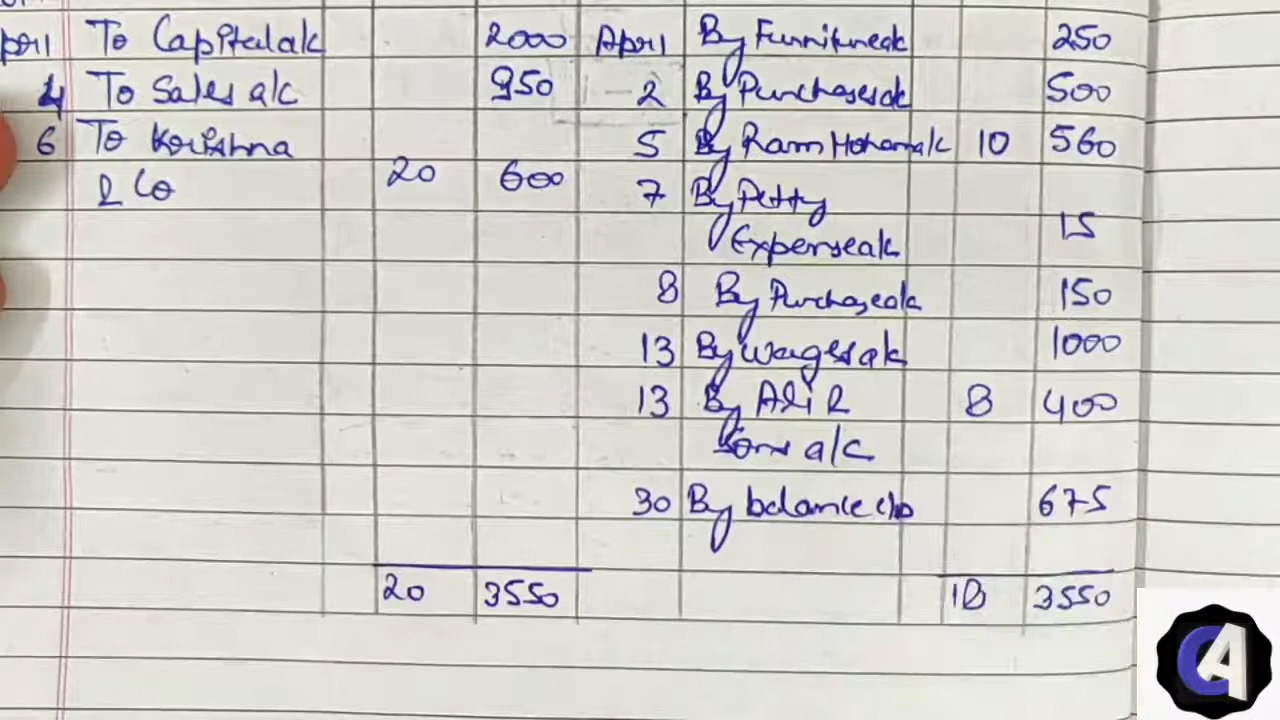 April To Capital a/c 2000 April By Furniture a/c 250
4 To Sales a/c 950 2 By Purchases a/c 500
6 To Krishna 5 By Ram Mohan a/c 10 560
& Co 20 600 7 By Petty
Expense a/c 15
8 By Purchase a/c 150
13 By Wages a/c 1000
13 By Ali & 8 400
Sons a/c
30 By balance c/o 675
20 3550 18 3550
CA